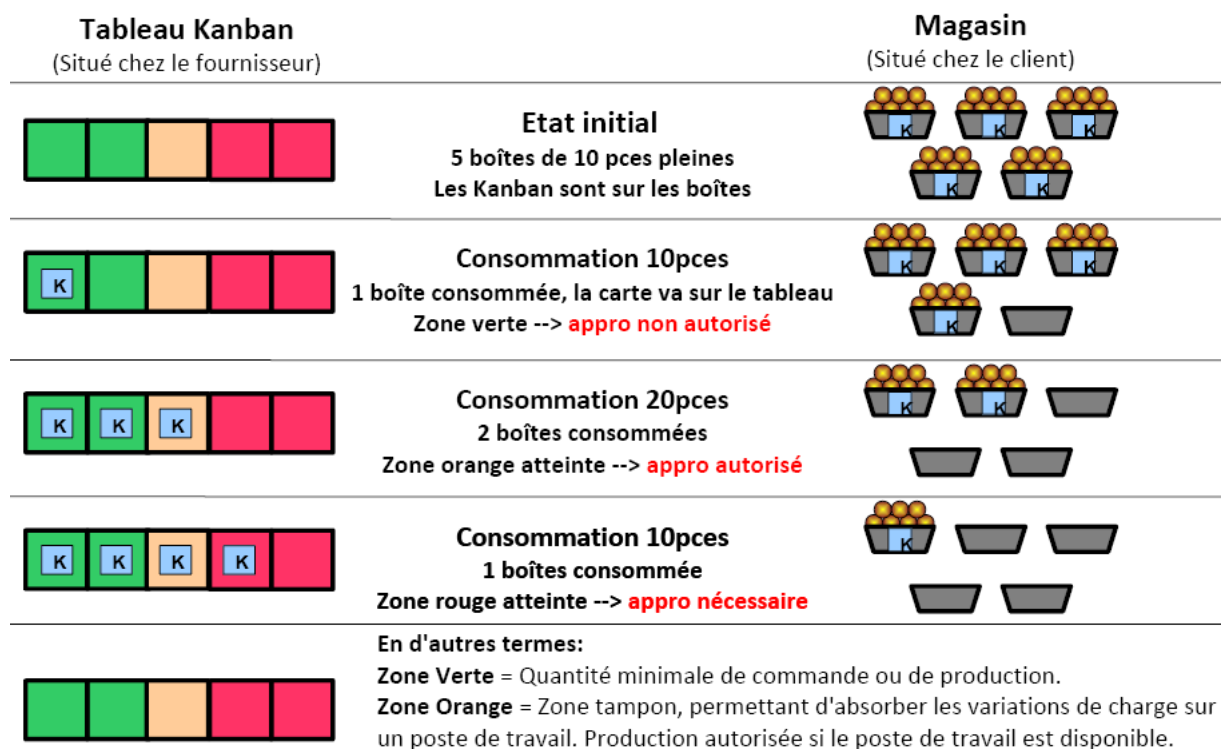 Tableau Kanban
(Situé chez le fournisseur)
Magasin
(Situé chez le client)
Etat initial
5 boîtes de 10 pces pleines
Les Kanban sont sur les boîtes
K K K
K K
Consommation 10pces
1 boîte consommée, la carte va sur le tableau
Zone verte --> appro non autorisé
K
K K K
K
Consommation 20pces
2 boîtes consommées
Zone orange atteinte --> appro autorisé
K K K
K K
Consommation 10pces
1 boîtes consommée
Zone rouge atteinte --> appro nécessaire
K K K K
K
En d'autres termes:
Zone Verte = Quantité minimale de commande ou de production.
Zone Orange = Zone tampon, permettant d'absorber les variations de charge sur
un poste de travail. Production autorisée si le poste de travail est disponible.